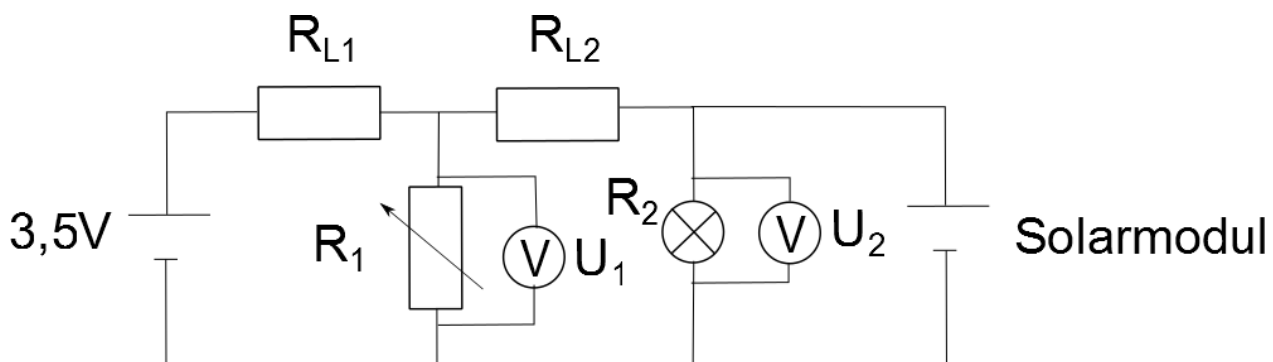 R_L1
R_L2
3,5V
R_1
V
U_1
R_2
V
U_2
Solarmodul